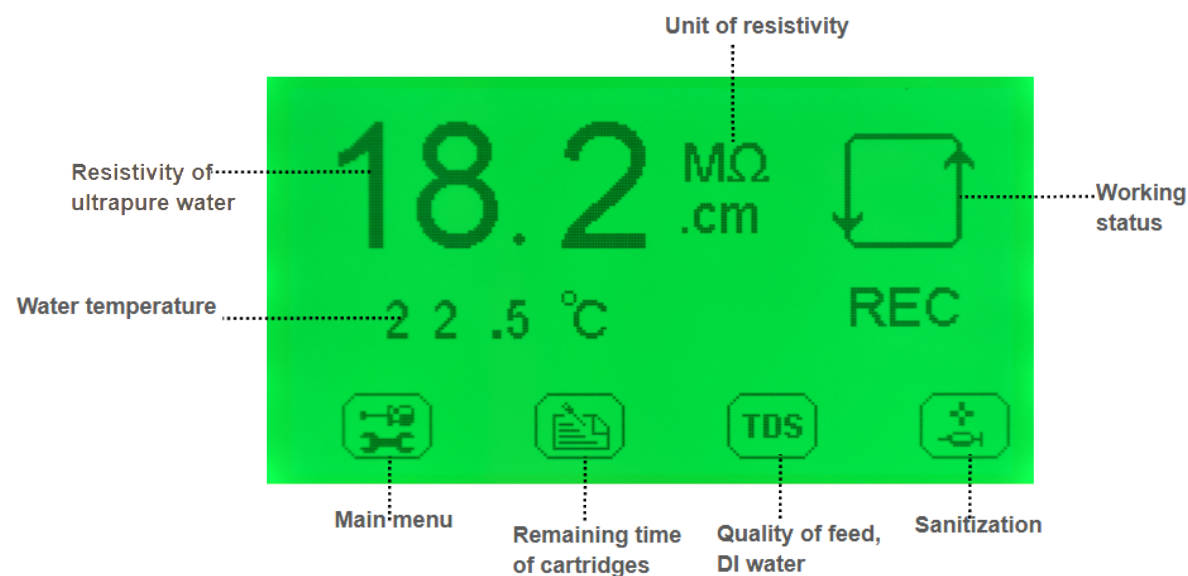 Unit of resistivity
18.2
MΩ
.cm
Resistivity of
ultrapure water
Working
status
Water temperature
22.5 °C
REC
TDS
Main menu
Remaining time
of cartridges
Quality of feed,
DI water
Sanitization